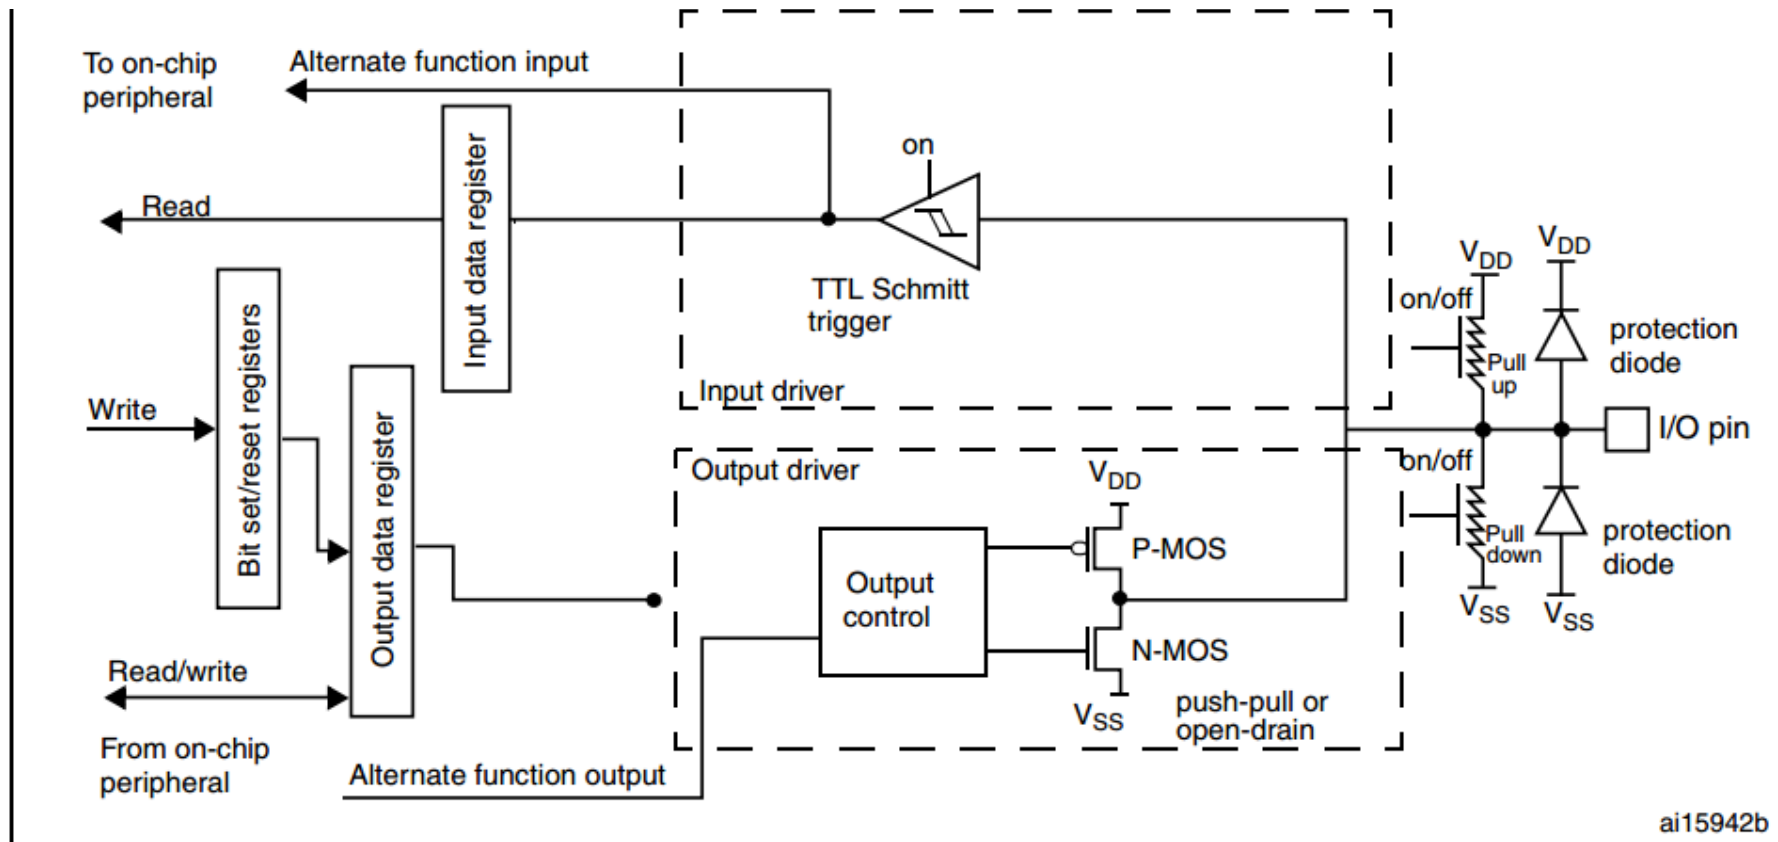 To on-chip
peripheral
Alternate function input
on
Read
Input data register
TTL Schmitt
trigger
Input driver
Bit set/reset registers
Write
Output data register
Read/write
From on-chip
peripheral
Alternate function output
Output driver
VDD
Output
control
P-MOS
N-MOS
VSS
push-pull or
open-drain
VDD
VDD
on/off
Pull
up
protection
diode
I/O pin
on/off
Pull
down
protection
diode
VSS
VSS
ai15942b